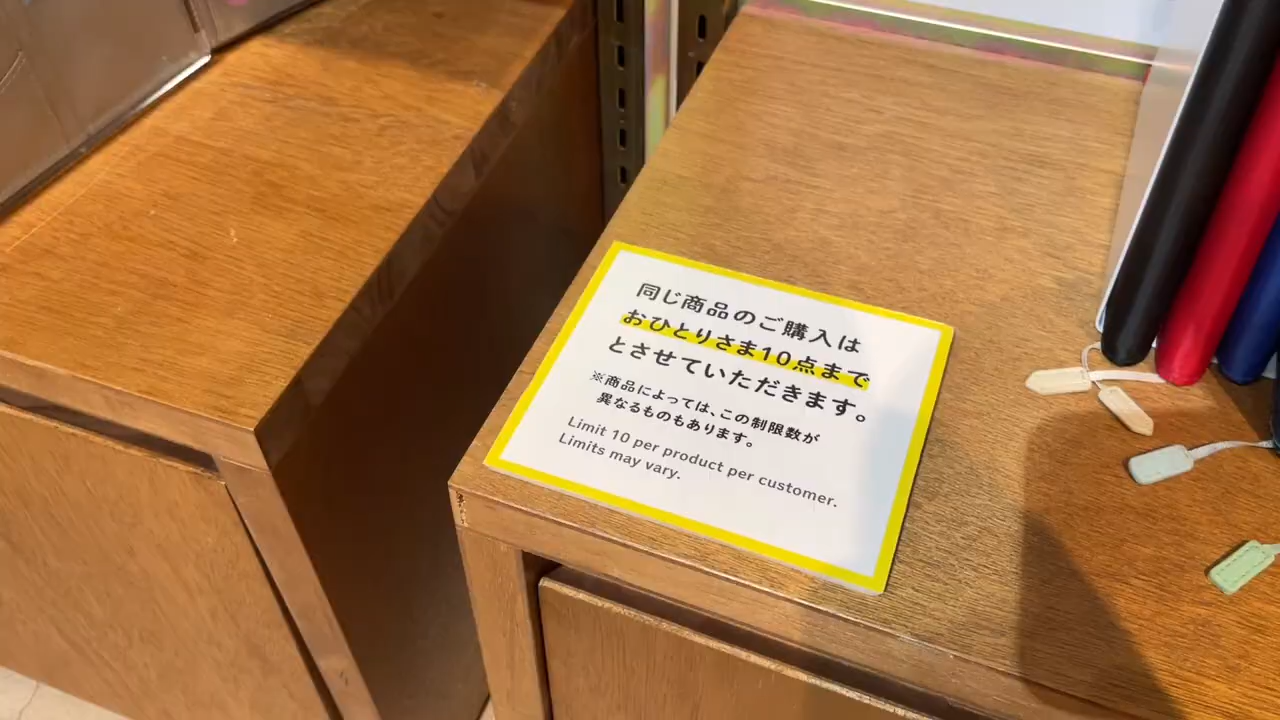 同じ商品のご購入は
おひとりさま10点まで
とさせていただきます。
※商品によっては、この制限数が
異なるものもあります。
Limit 10 per product per customer.
Limits may vary.